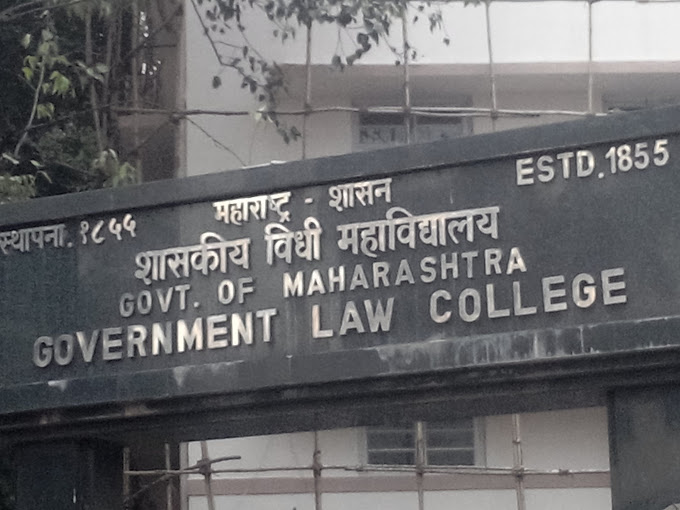 स्थापना. १८५५
ESTD. 1855
महाराष्ट्र - शासन
शासकीय विधी महाविद्यालय
GOVT. OF MAHARASHTRA
GOVERNMENT LAW COLLEGE